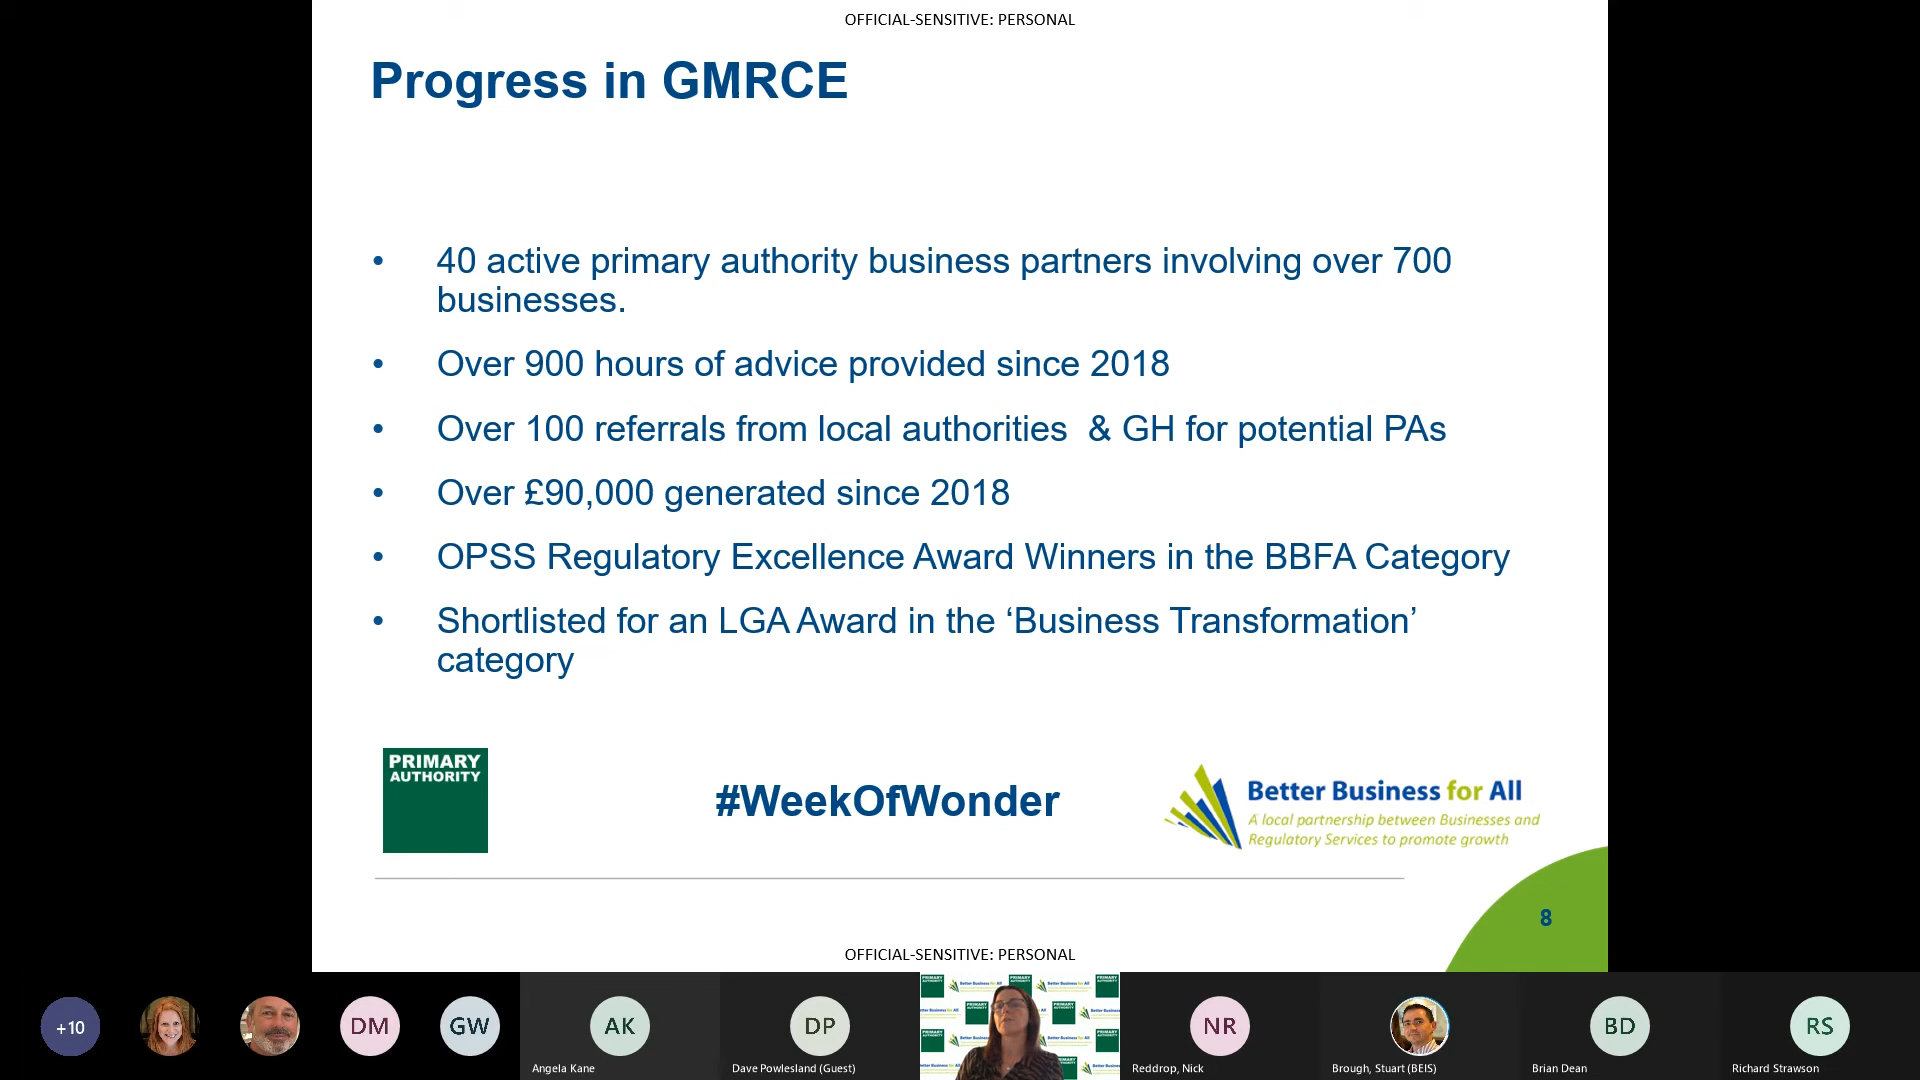 OFFICIAL-SENSITIVE: PERSONAL
Progress in GMRCE
• 40 active primary authority business partners involving over 700
businesses.
• Over 900 hours of advice provided since 2018
• Over 100 referrals from local authorities  & GH for potential PAs
• Over £90,000 generated since 2018
• OPSS Regulatory Excellence Award Winners in the BBFA Category
• Shortlisted for an LGA Award in the ‘Business Transformation’
category
PRIMARY
AUTHORITY
#WeekOfWonder
Better Business for All
A local partnership between Businesses and
Regulatory Services to promote growth
8
OFFICIAL-SENSITIVE: PERSONAL
+10
DM
GW
AK
Angela Kane
DP
Dave Powlesland (Guest)
NR
Reddrop, Nick
Brough, Stuart (BEIS)
BD
Brian Dean
RS
Richard Strawson